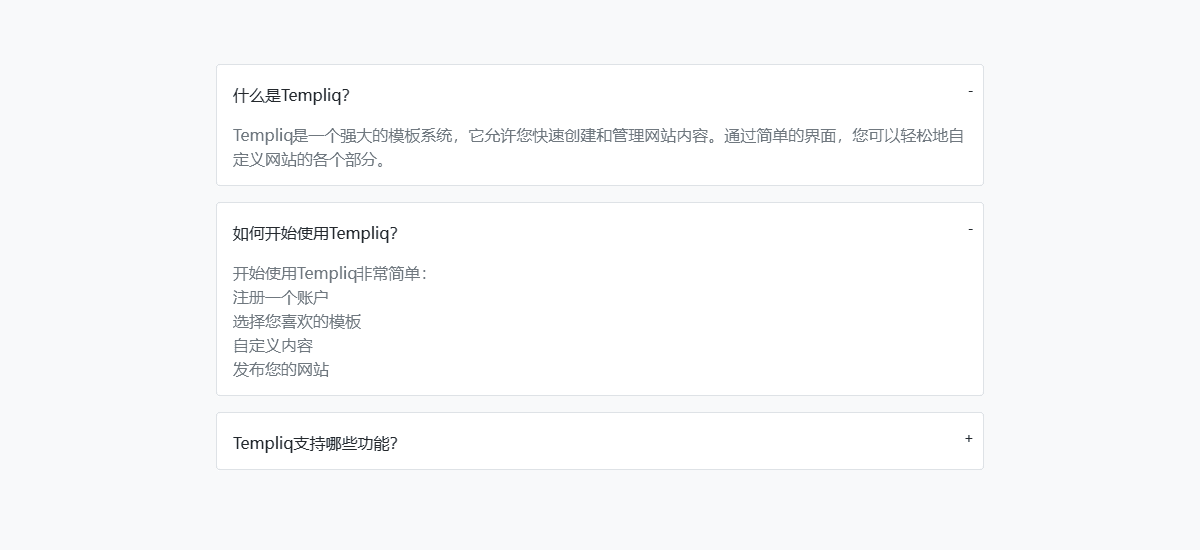 什么是Templiq？
-
Templiq是一个强大的模板系统，它允许您快速创建和管理网站内容。通过简单的界面，您可以轻松地自
定义网站的各个部分。
如何开始使用Templiq？
-
开始使用Templiq非常简单：
注册一个账户
选择您喜欢的模板
自定义内容
发布您的网站
Templiq支持哪些功能？
+